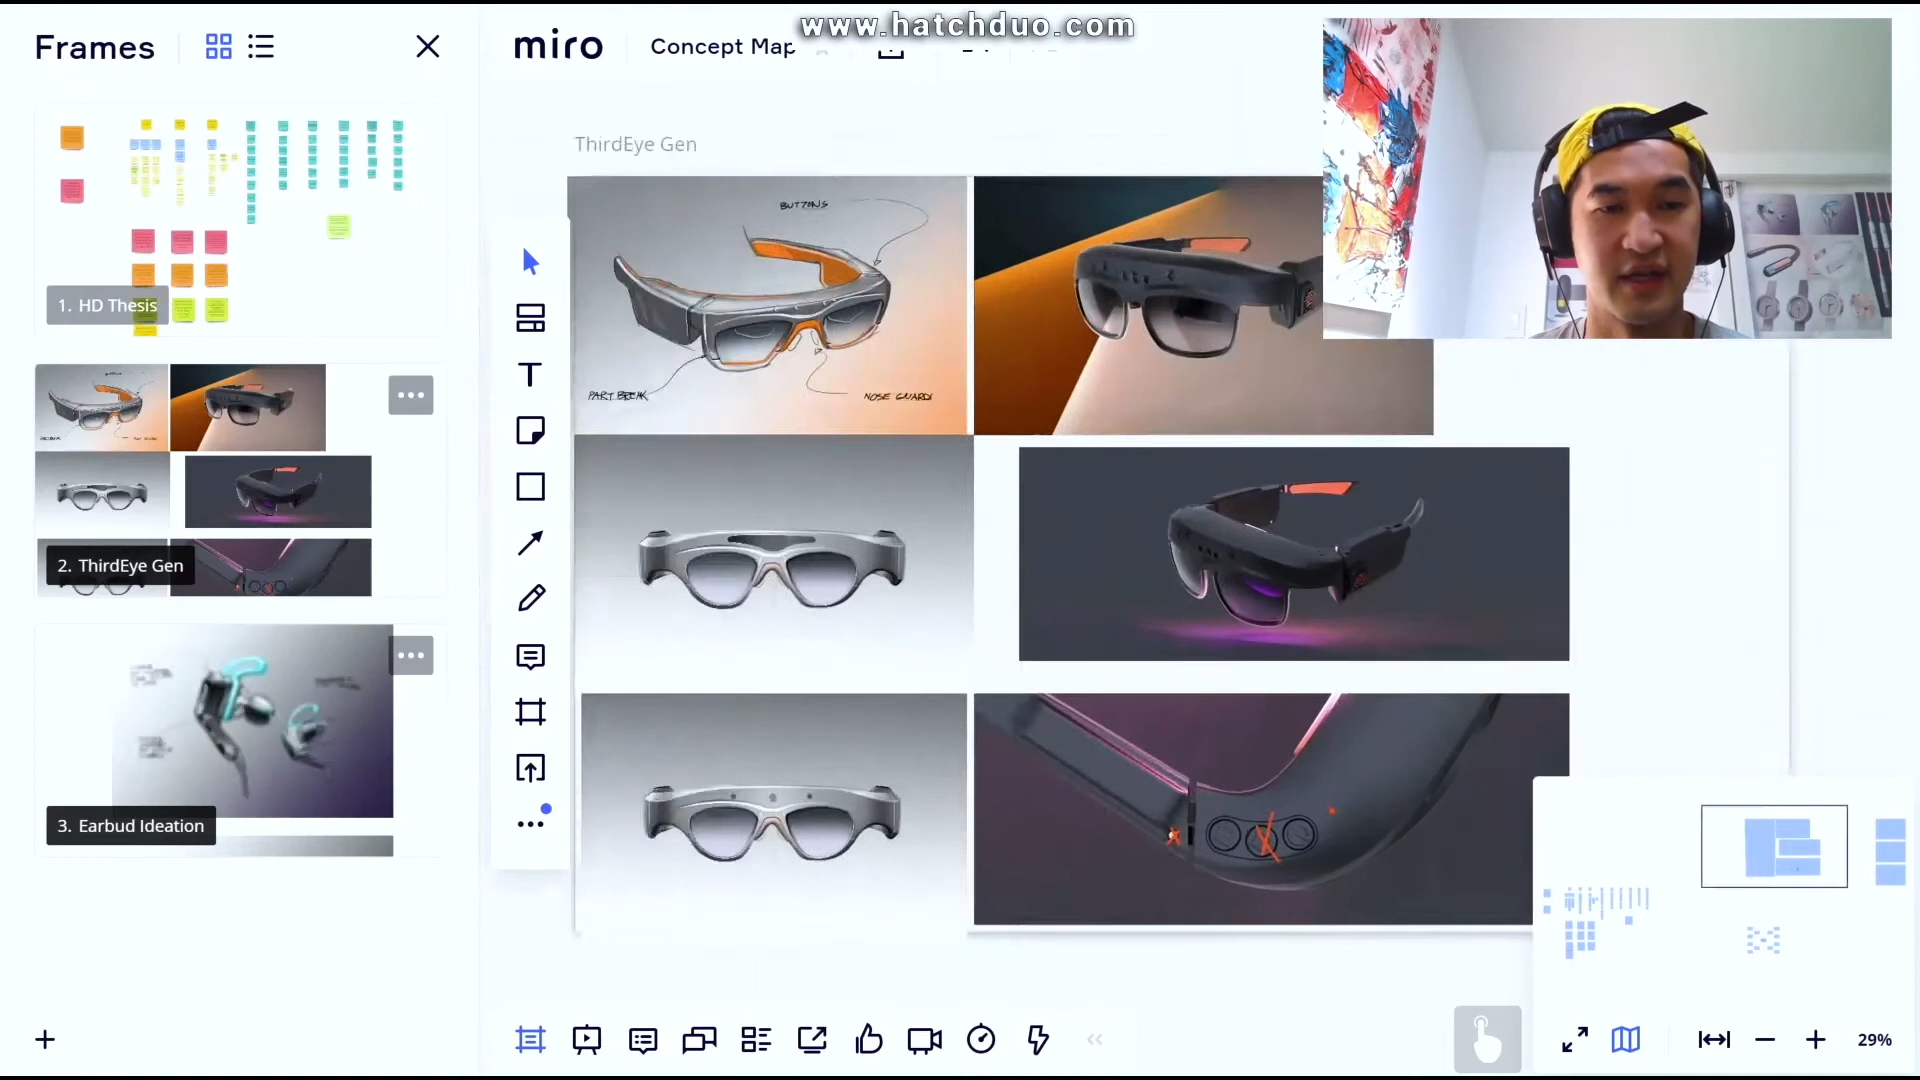 www.hatchduo.com
Frames
miro
Concept Map
ThirdEye Gen
BUTTONS
PART BREAK
NOSE GUARDS
1. HD Thesis
2. ThirdEye Gen
3. Earbud Ideation
29%